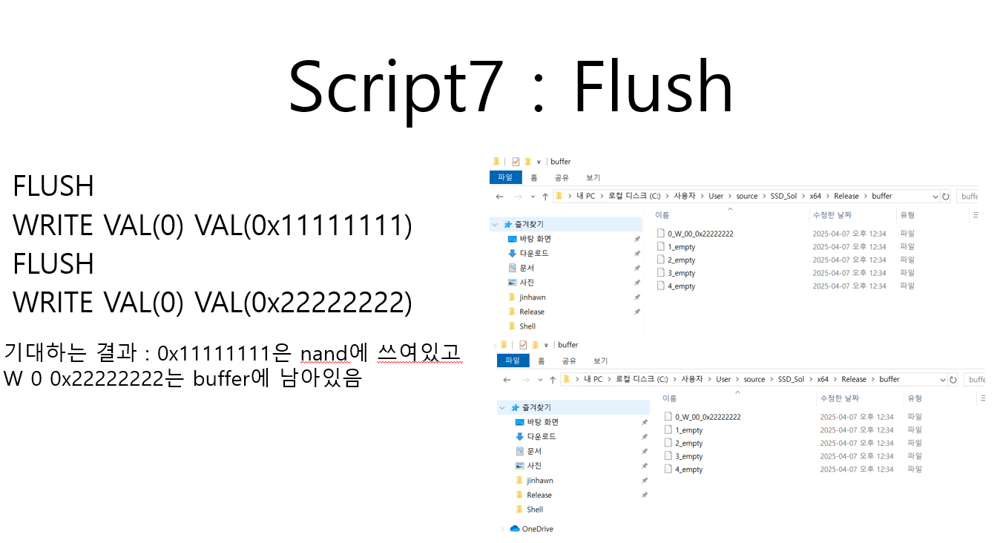 Script7 : Flush
FLUSH
WRITE VAL(0) VAL(0x11111111)
FLUSH
WRITE VAL(0) VAL(0x22222222)
기대하는 결과 : 0x11111111은 nand에 쓰여있고
W 0 0x22222222는 buffer에 남아있음
buffer
파일 홈 공유 보기
내 PC > 로컬 디스크 (C:) > 사용자 > User > source > SSD_Sol > x64 > Release > buffer
이름 수정한 날짜 유형
즐겨찾기
바탕 화면
다운로드
문서
사진
jinhawn
Release
Shell
0_W_00_0x22222222 2025-04-07 오후 12:34 파일
1_empty 2025-04-07 오후 12:34 파일
2_empty 2025-04-07 오후 12:34 파일
3_empty 2025-04-07 오후 12:34 파일
4_empty 2025-04-07 오후 12:34 파일
buffer
파일 홈 공유 보기
내 PC > 로컬 디스크 (C:) > 사용자 > User > source > SSD_Sol > x64 > Release > buffer
이름 수정한 날짜 유형
즐겨찾기
바탕 화면
다운로드
문서
사진
jinhawn
Release
Shell
OneDrive
0_W_00_0x22222222 2025-04-07 오후 12:34 파일
1_empty 2025-04-07 오후 12:34 파일
2_empty 2025-04-07 오후 12:34 파일
3_empty 2025-04-07 오후 12:34 파일
4_empty 2025-04-07 오후 12:34 파일